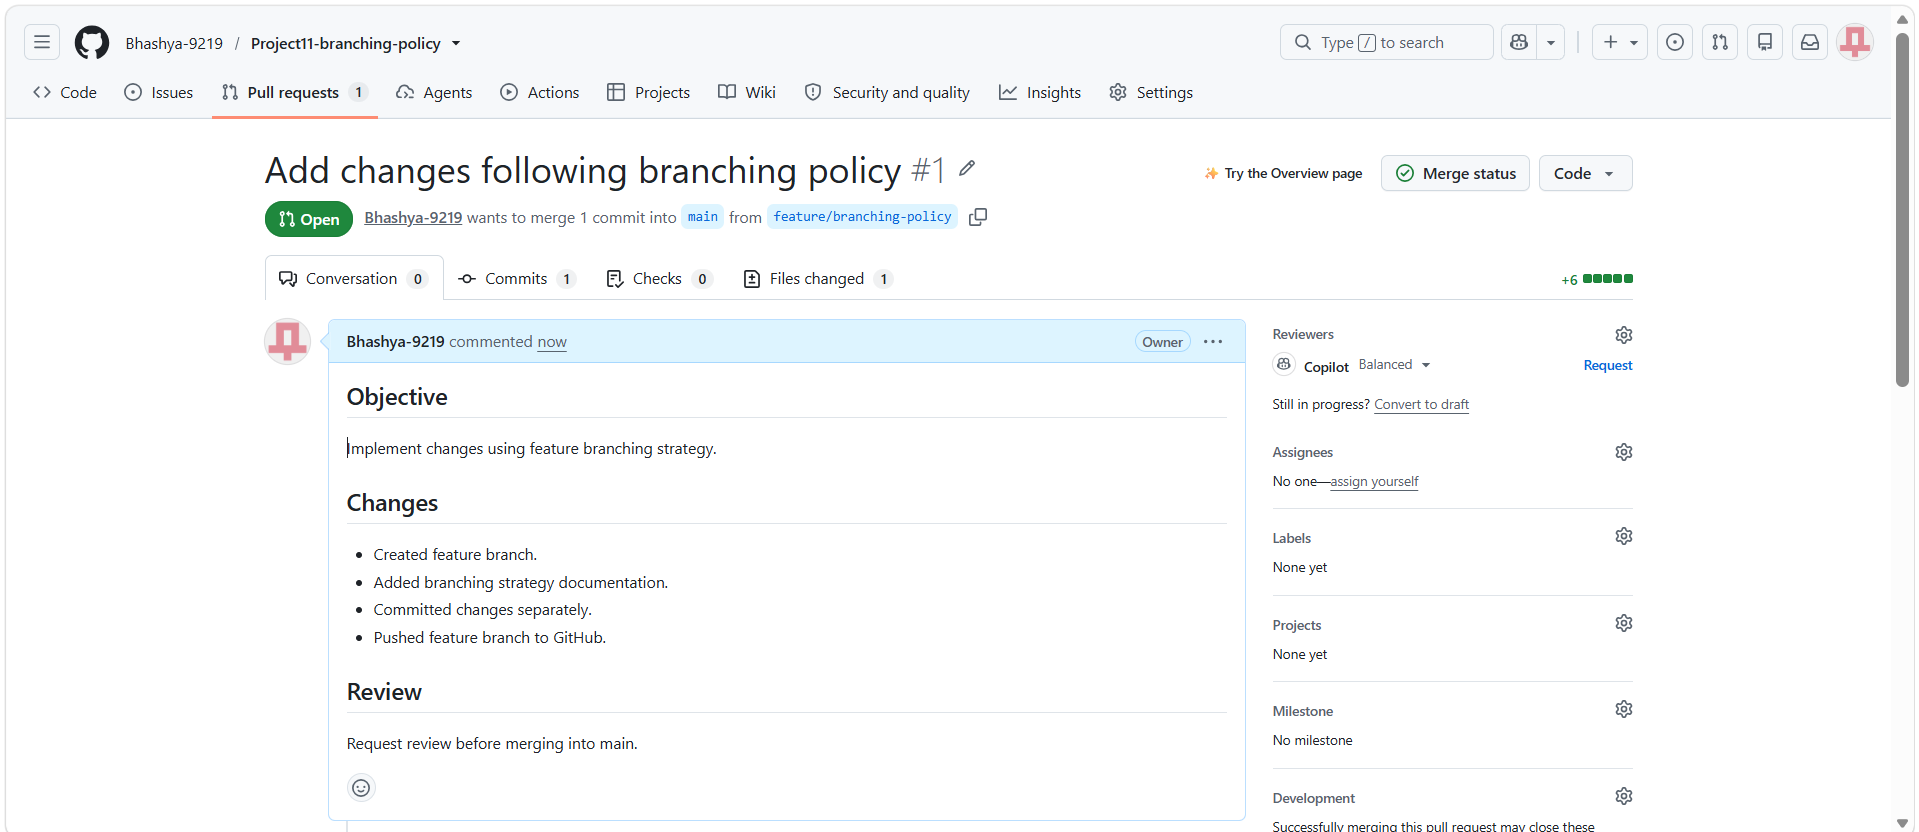 Bhashya-9219 / Project11-branching-policy
Type / to search
Code Issues Pull requests 1 Agents Actions Projects Wiki Security and quality Insights Settings
Add changes following branching policy #1
Try the Overview page Merge status Code
Open Bhashya-9219 wants to merge 1 commit into main from feature/branching-policy
Conversation 0 Commits 1 Checks 0 Files changed 1 +6
Bhashya-9219 commented now Owner
Objective
Implement changes using feature branching strategy.
Changes
Created feature branch.
Added branching strategy documentation.
Committed changes separately.
Pushed feature branch to GitHub.
Review
Request review before merging into main.
Reviewers
Copilot Balanced Request
Still in progress? Convert to draft
Assignees
No one—assign yourself
Labels
None yet
Projects
None yet
Milestone
No milestone
Development
Successfully merging this pull request may close these